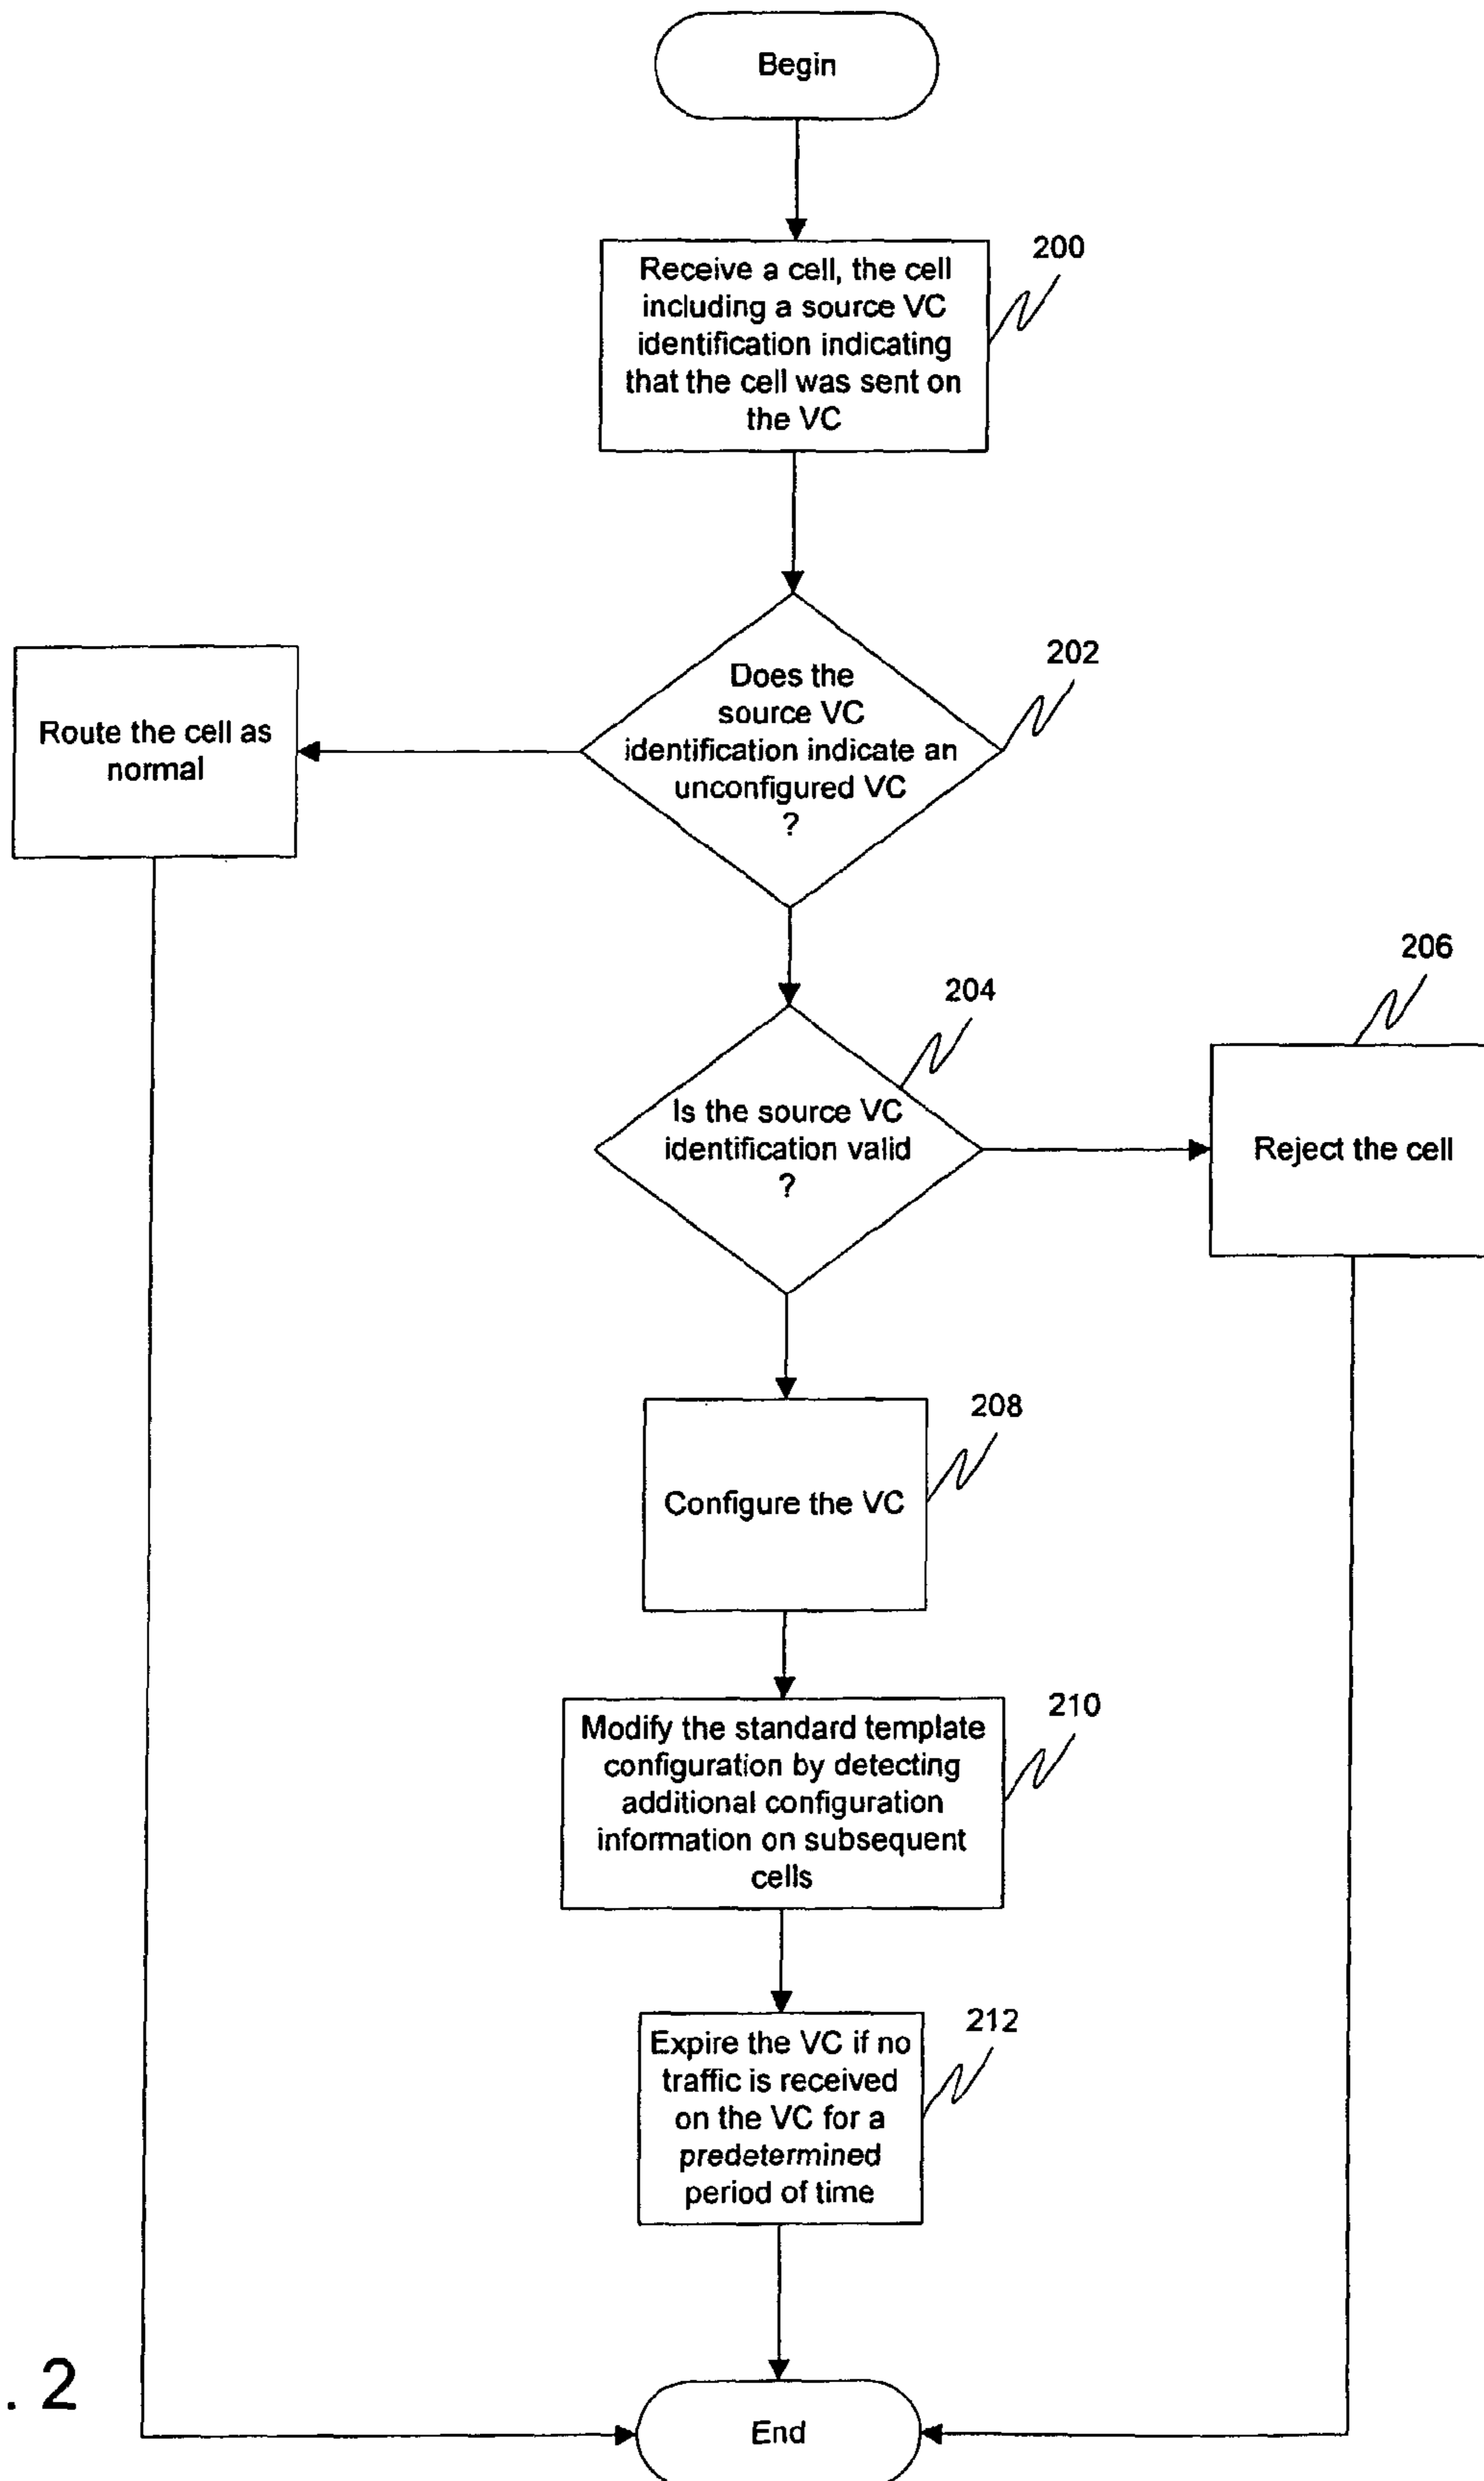 Begin
200
Receive a cell, the cell
including a source VC
identification indicating
that the cell was sent on
the VC
202
Does the
source VC
identification indicate an
unconfigured VC
?
Route the cell as
normal
204
Is the source VC
identification valid
?
206
Reject the cell
208
Configure the VC
210
Modify the standard template
configuration by detecting
additional configuration
information on subsequent
cells
212
Expire the VC if no
traffic is received
on the VC for a
predetermined
period of time
End
. 2